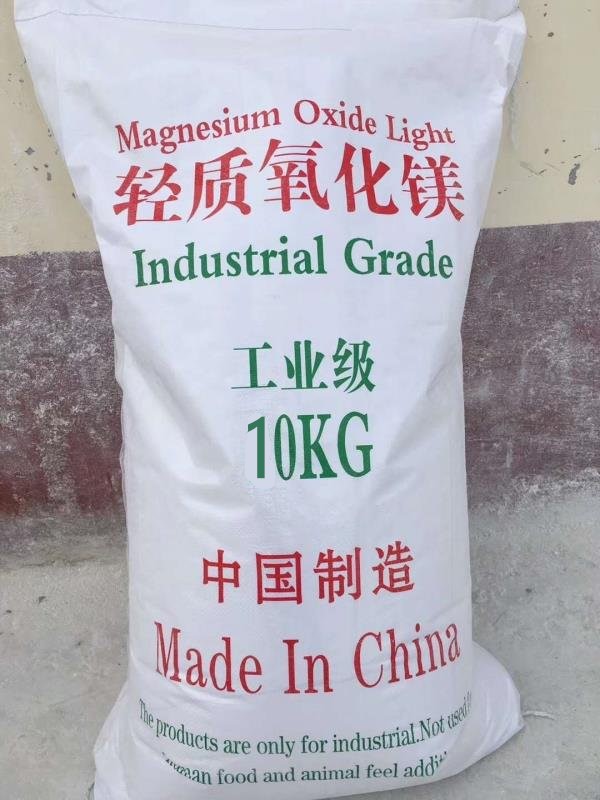 Magnesium Oxide Light
轻质氧化镁
Industrial Grade
工业级
10KG
中国制造
Made In China
The products are only for industrial.Not used
food and animal feel